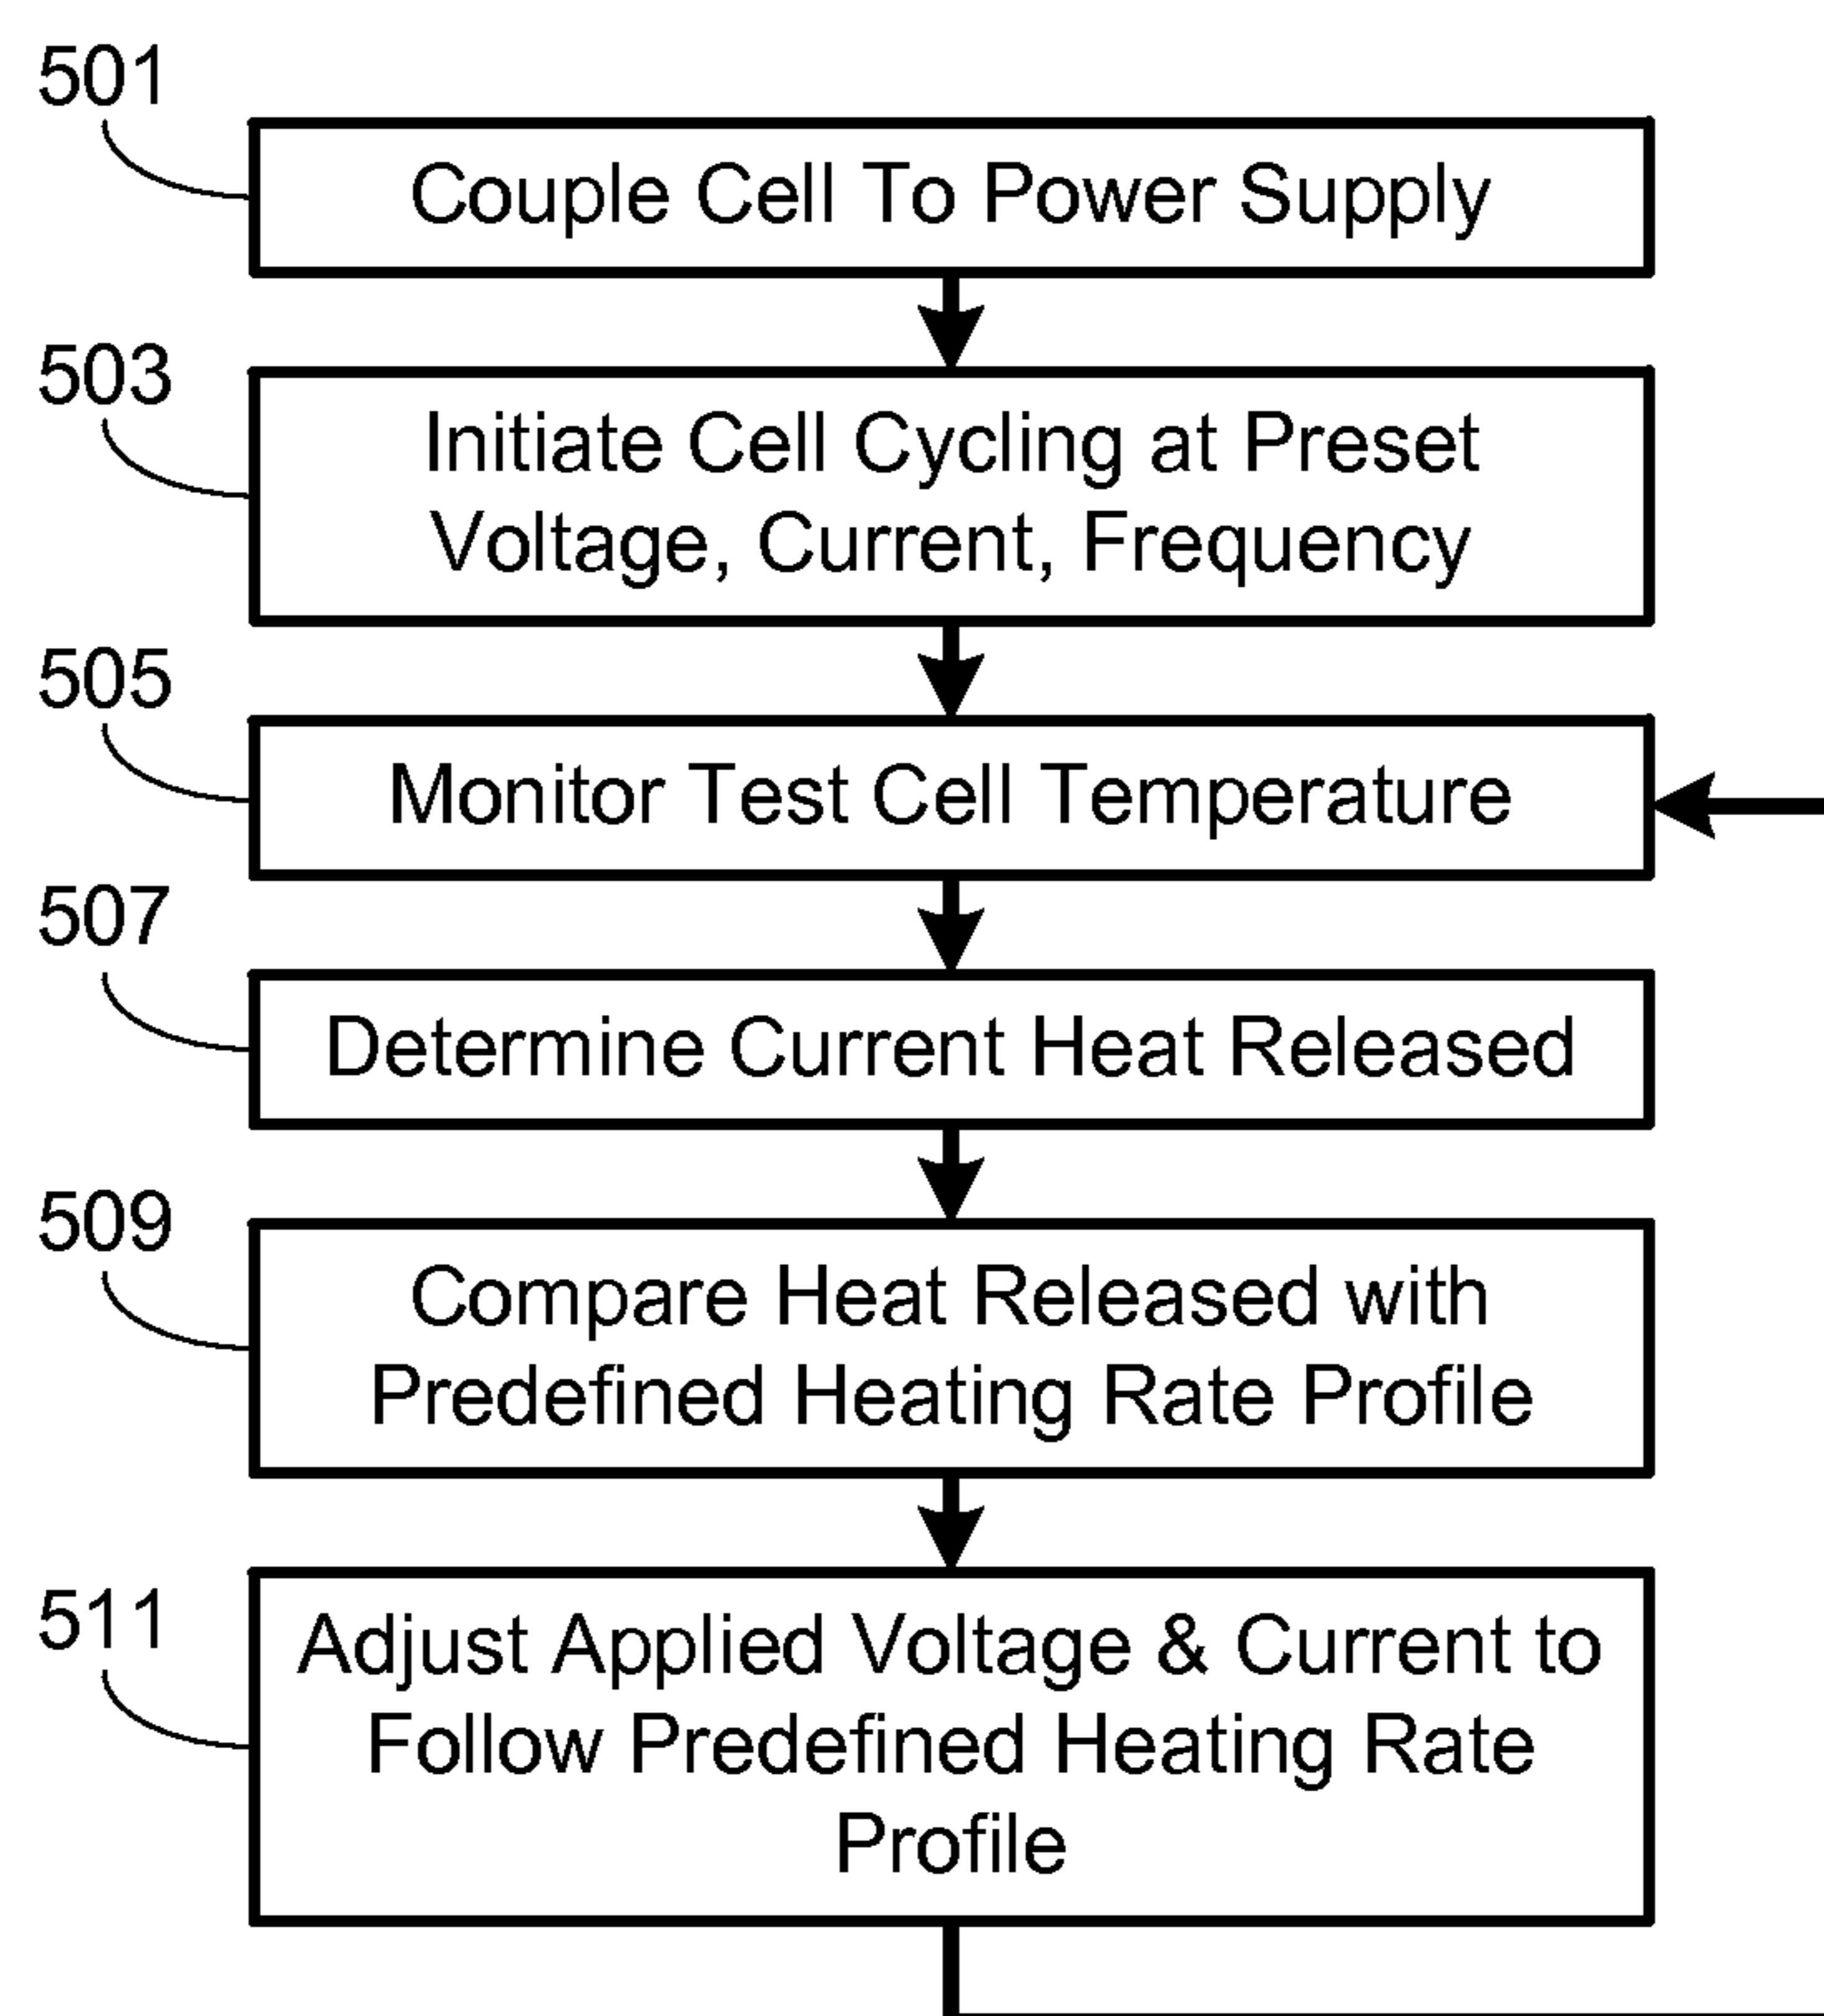 501
Couple Cell To Power Supply
503
Initiate Cell Cycling at Preset
Voltage, Current, Frequency
505
Monitor Test Cell Temperature
507
Determine Current Heat Released
509
Compare Heat Released with
Predefined Heating Rate Profile
511
Adjust Applied Voltage & Current to
Follow Predefined Heating Rate
Profile